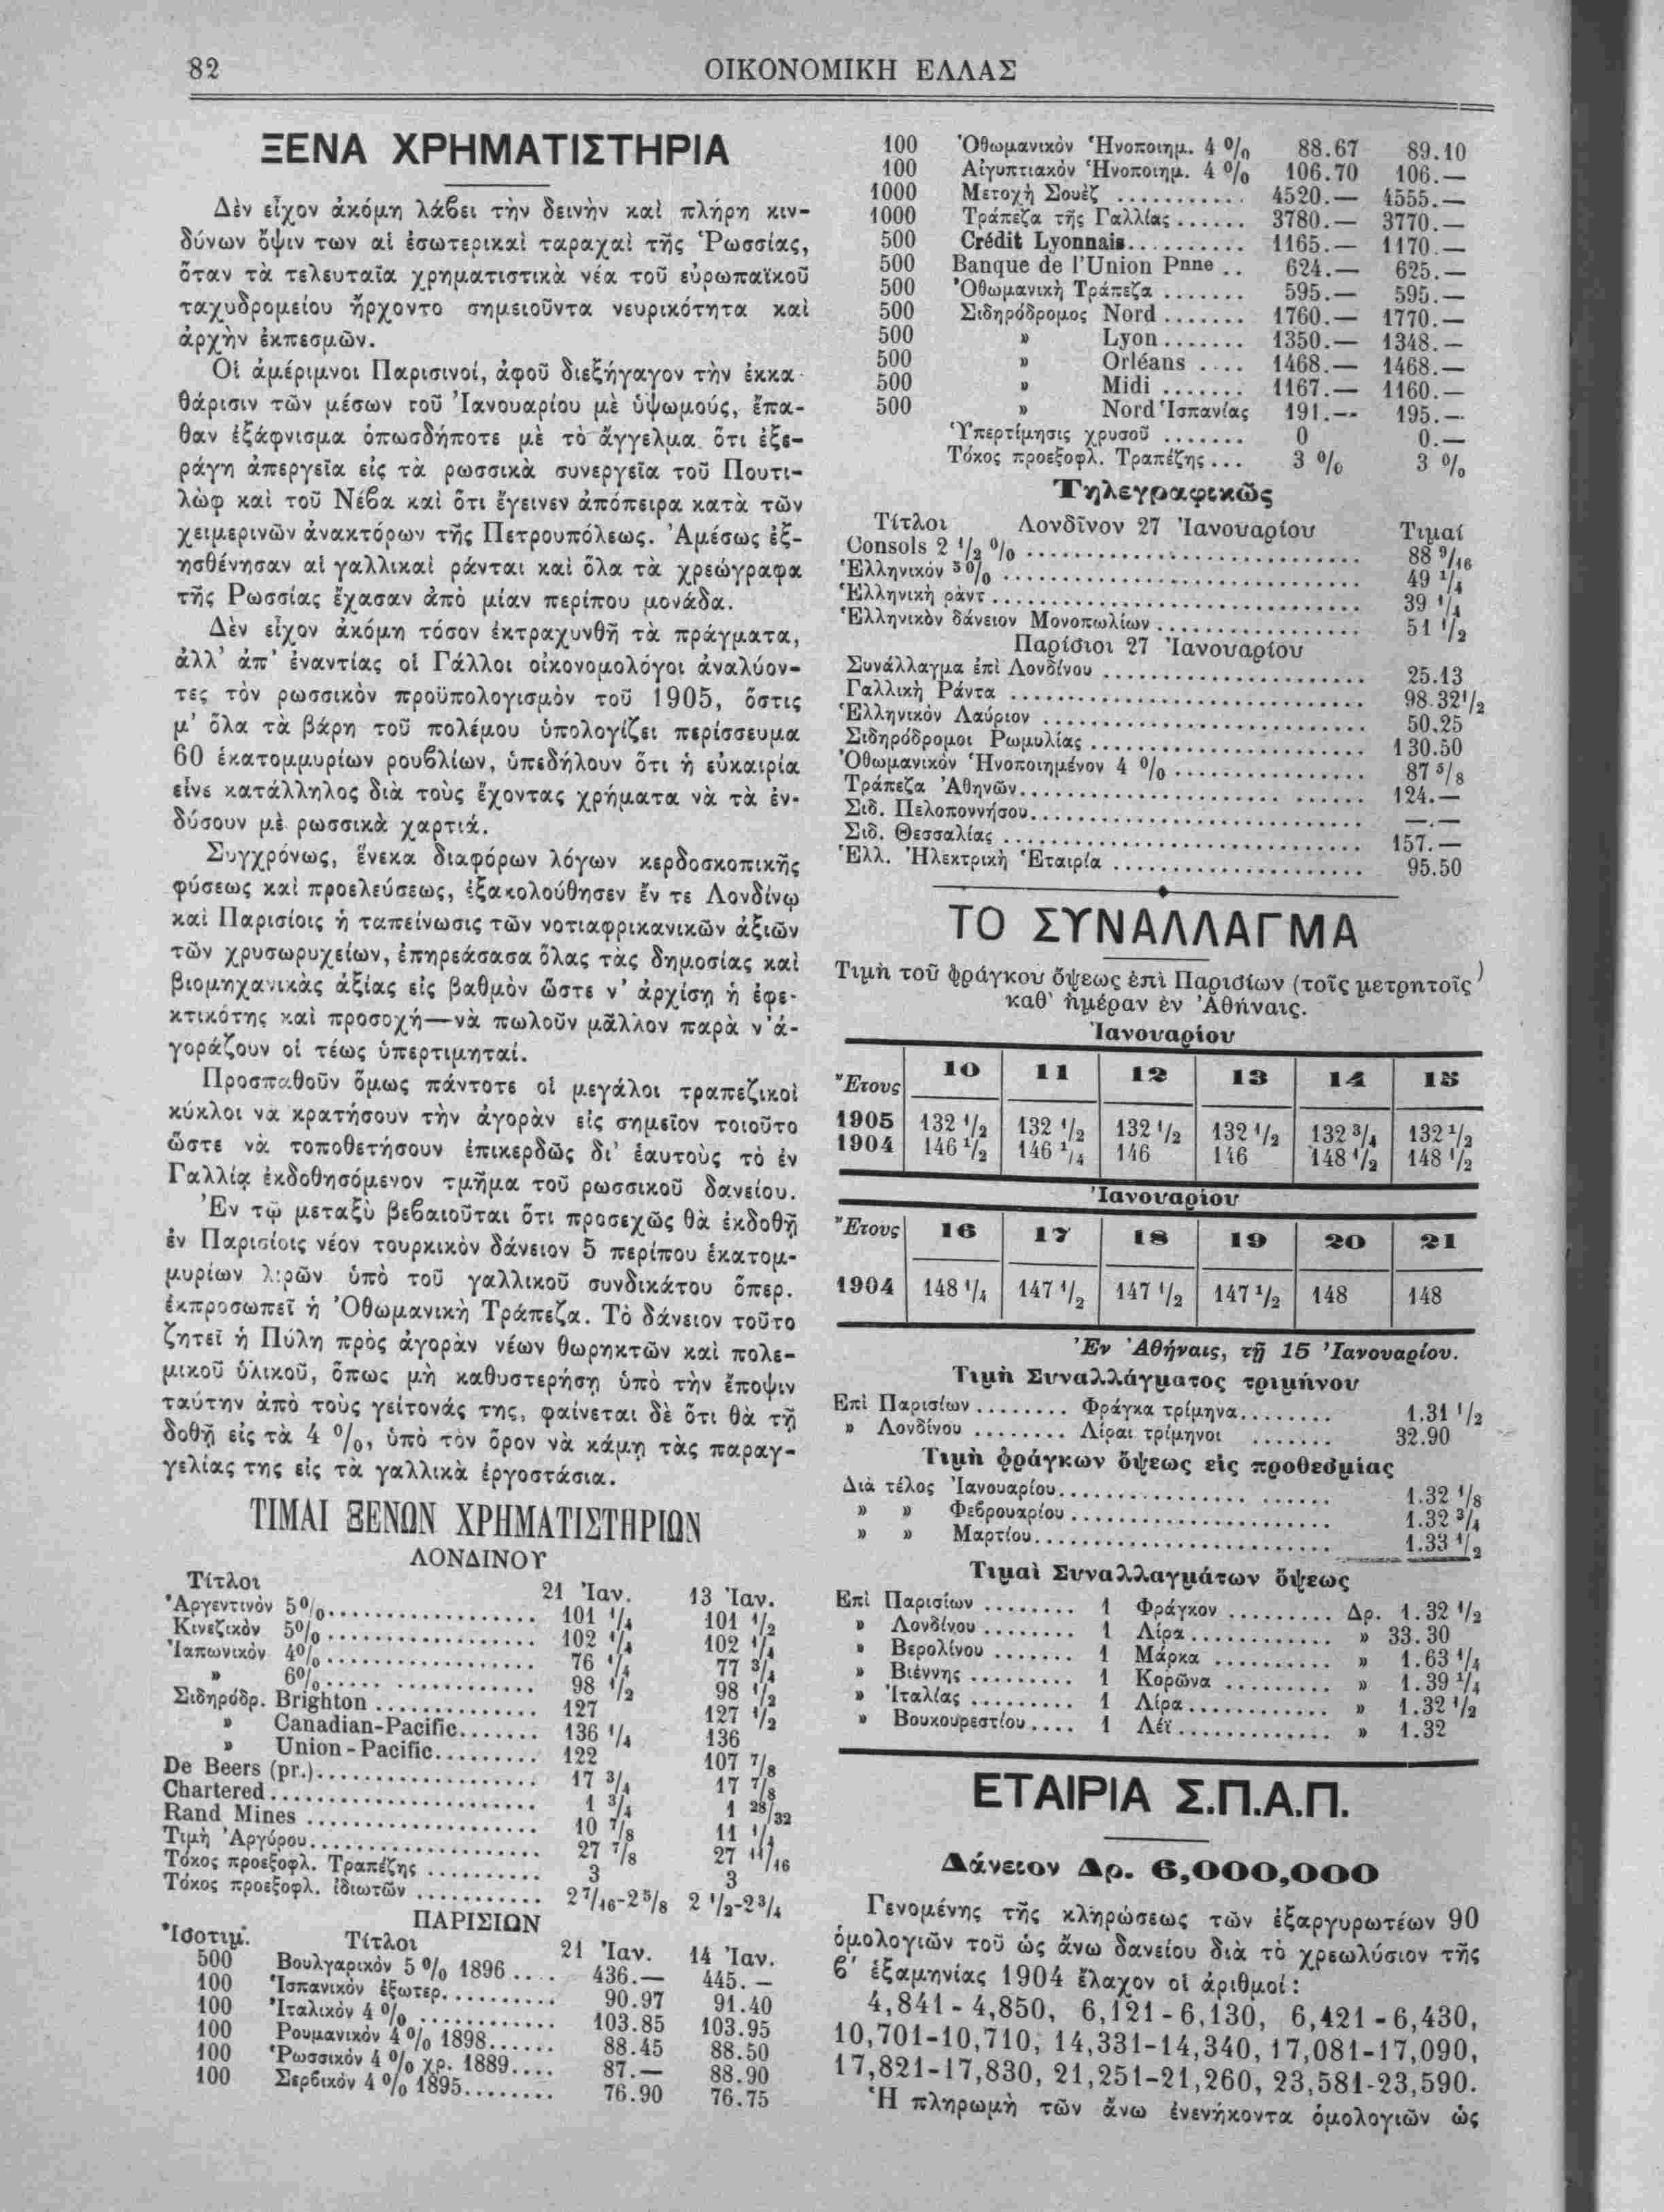 82
ΟΙΚΟΝΟΜΙΚΗ ΕΛΛΑΣ
ΞΕΝΑ ΧΡΗΜΑΤΙΣΤΗΡΙΑ
Δὲν εἶχον ἀκόμη λάβει τὴν δεινὴν καὶ πλήρη κιν-
δύνων ὄψιν των αἱ ἐσωτερικαὶ ταραχαὶ τῆς Ῥωσσίας,
ὅταν τὰ τελευταῖα χρηματιστικὰ νέα τοῦ εὐρωπαϊκοῦ
ταχυδρομείου ἤρχοντο σημειοῦντα νευρικότητα καὶ
ἀρχὴν ἐκπεσμῶν.
Οἱ ἀμέριμνοι Παρισινοί, ἀφοῦ διεξήγαγον τὴν ἐκκα-
θάρισιν τῶν μέσων τοῦ Ἰανουαρίου μὲ ὑψωμούς, ἔπα-
θαν ἐξάφνισμα ὁπωσδήποτε μὲ τὸ ἄγγελμα ὅτι ἐξε-
ράγη ἀπεργεῖα εἰς τὰ ρωσσικὰ συνεργεῖα τοῦ Πουτι-
λὼφ καὶ τοῦ Νέβα καὶ ὅτι ἔγεινεν ἀπόπειρα κατὰ τῶν
χειμερινῶν ἀνακτόρων τῆς Πετρουπόλεως. Ἀμέσως ἐξ-
ησθένησαν αἱ γαλλικαὶ ράνται καὶ ὅλα τὰ χρεώγραφα
τῆς Ρωσσίας ἔχασαν ἀπὸ μίαν περίπου μονάδα.
Δὲν εἶχον ἀκόμη τόσον ἐκτραχυνθῆ τὰ πράγματα,
ἀλλ' ἀπ' ἐναντίας οἱ Γάλλοι οἰκονομολόγοι ἀναλύον-
τες τὸν ρωσσικὸν προϋπολογισμὸν τοῦ 1905, ὅστις
μ' ὅλα τὰ βάρη τοῦ πολέμου ὑπολογίζει περίσσευμα
60 ἑκατομμυρίων ρουβλίων, ὑπεδήλουν ὅτι ἡ εὐκαιρία
εἶνε κατάλληλος διὰ τοὺς ἔχοντας χρήματα νὰ τὰ ἐν-
δύσουν μὲ ρωσσικὰ χαρτιά.
Συγχρόνως, ἕνεκα διαφόρων λόγων κερδοσκοπικῆς
φύσεως καὶ προελεύσεως, ἐξακολούθησεν ἔν τε Λονδίνῳ
καὶ Παρισίοις ἡ ταπείνωσις τῶν νοτιαφρικανικῶν ἀξιῶν
τῶν χρυσωρυχείων, ἐπηρεάσασα ὅλας τὰς δημοσίας καὶ
βιομηχανικὰς ἀξίας εἰς βαθμὸν ὥστε ν' ἀρχίσῃ ἡ ἐφε-
κτικότης καὶ προσοχή—νὰ πωλοῦν μᾶλλον παρὰ ν'ἀ-
γοράζουν οἱ τέως ὑπερτιμηταί.
Προσπαθοῦν ὅμως πάντοτε οἱ μεγάλοι τραπεζικοὶ
κύκλοι νὰ κρατήσουν τὴν ἀγορὰν εἰς σημεῖον τοιοῦτο
ὥστε νὰ τοποθετήσουν ἐπικερδῶς δι' ἑαυτοὺς τὸ ἐν
Γαλλίᾳ ἐκδοθησόμενον τμῆμα τοῦ ρωσσικοῦ δανείου.
Ἐν τῷ μεταξὺ βεβαιοῦται ὅτι προσεχῶς θὰ ἐκδοθῇ
ἐν Παρισίοις νέον τουρκικὸν δάνειον 5 περίπου ἑκατομ-
μυρίων λιρῶν ὑπὸ τοῦ γαλλικοῦ συνδικάτου ὅπερ.
ἐκπροσωπεῖ ἡ Ὀθωμανικὴ Τράπεζα. Τὸ δάνειον τοῦτο
ζητεῖ ἡ Πύλη πρὸς ἀγορὰν νέων θωρηκτῶν καὶ πολε-
μικοῦ ὑλικοῦ, ὅπως μὴ καθυστερήσῃ ὑπὸ τὴν ἔποψιν
ταύτην ἀπὸ τοὺς γείτονάς της, φαίνεται δὲ ὅτι θὰ τῇ
δοθῇ εἰς τὰ 4 %, ὑπὸ τὸν ὅρον νὰ κάμῃ τὰς παραγ-
γελίας της εἰς τὰ γαλλικὰ ἐργοστάσια.
ΤΙΜΑΙ ΞΕΝΩΝ ΧΡΗΜΑΤΙΣΤΗΡΙΩΝ
ΛΟΝΔΙΝΟΥ
Τίτλοι 21 Ἰαν. 13 Ἰαν.
Ἀργεντινὸν 5%.................. 101 1/4 101 1/2
Κινεζικὸν 5%.................. 102 1/4 102 1/4
Ἰαπωνικὸν 4%.................. 76 1/4 77 3/4
» 6%.................. 98 1/2 98 1/2
Σιδηρόδρ. Brighton .............. 127 127 1/2
» Canadian-Pacific....... 136 1/4 136
» Union-Pacific......... 122 107 7/8
De Beers (pr.)................... 17 3/4 17 7/8
Chartered....................... 1 3/4 1 28/32
Rand Mines .................... 10 7/8 11 1/4
Τιμὴ Ἀργύρου.................... 27 7/8 27 11/16
Τόκος προεξοφλ. Τραπέζης .......... 3 3
Τόκος προεξοφλ. ἰδιωτῶν ........... 2 7/16-2 5/8 2 1/2-2 3/4
ΠΑΡΙΣΙΩΝ
Ἰσοτιμ. Τίτλοι 21 Ἰαν. 14 Ἰαν.
500 Βουλγαρικὸν 5 % 1896.... 436.— 445.—
100 Ἱσπανικὸν ἐξωτερ.......... 90.97 91.40
100 Ἰταλικὸν 4 % ............ 103.85 103.95
100 Ρουμανικὸν 4 % 1898...... 88.45 88.50
100 Ῥωσσικὸν 4 % χρ. 1889.... 87.— 88.90
100 Σερβικὸν 4 % 1895........ 76.90 76.75
100 Ὀθωμανικὸν Ἡνοποιημ. 4 % 88.67 89.10
100 Αἰγυπτιακὸν Ἡνοποιημ. 4 % 106.70 106.—
1000 Μετοχὴ Σουὲζ ........... 4520.— 4555.—
1000 Τράπεζα τῆς Γαλλίας...... 3780.— 3770.—
500 Crédit Lyonnais.......... 1165.— 1170.—
500 Banque de l'Union Pnne .. 624.— 625.—
500 Ὀθωμανικὴ Τράπεζα ....... 595.— 595.—
500 Σιδηρόδρομος Nord ....... 1760.— 1770.—
500 » Lyon....... 1350.— 1348.—
500 » Orléans .... 1468.— 1468.—
500 » Midi ....... 1167.— 1160.—
500 » Nord Ἰσπανίας 191.— 195.—
Ὑπερτίμησις χρυσοῦ ....... 0 0.—
Τόκος προεξοφλ. Τραπέζης... 3 % 3 %
Τηλεγραφικῶς
Τίτλοι Λονδῖνον 27 Ἰανουαρίου Τιμαί
Consols 2 1/2 % .............................. 88 9/16
Ἑλληνικόν 5% .............................. 49 1/4
Ἑλληνικὴ ράντ .............................. 39 1/4
Ἑλληνικὸν δάνειον Μονοπωλίων ................. 51 1/2
Παρίσιοι 27 Ἰανουαρίου
Συνάλλαγμα ἐπὶ Λονδίνου ...................... 25.13
Γαλλικὴ Ράντα .............................. 98.32 1/2
Ἑλληνικὸν Λαύριον .......................... 50.25
Σιδηρόδρομοι Ρωμυλίας ....................... 130.50
Ὀθωμανικὸν Ἡνοποιημένον 4 % ................ 87 5/8
Τράπεζα Ἀθηνῶν............................. 124.—
Σιδ. Πελοποννήσου............................ —.—
Σιδ. Θεσσαλίας .............................. 157.—
Ἑλλ. Ἠλεκτρικὴ Ἑταιρία ..................... 95.50
ΤΟ ΣΥΝΑΛΛΑΓΜΑ
Τιμὴ τοῦ φράγκου ὄψεως ἐπὶ Παρισίων (τοῖς μετρητοῖς)
καθ' ἡμέραν ἐν Ἀθήναις.
Ἰανουαρίου
Ἔτους 10 11 12 13 14 15
1905 132 1/2 132 1/2 132 1/2 132 1/2 132 3/4 132 1/2
1904 146 1/2 146 1/4 146 146 148 1/2 148 1/2
Ἰανουαρίου
Ἔτους 16 17 18 19 20 21
1904 148 1/4 147 1/2 147 1/2 147 1/2 148 148
Ἐν Ἀθήναις, τῇ 15 Ἰανουαρίου.
Τιμὴ Συναλλάγματος τριμήνου
Ἐπὶ Παρισίων ........ Φράγκα τρίμηνα........ 1.31 1/2
» Λονδίνου ........ Λίραι τρίμηνοι ....... 32.90
Τιμὴ φράγκων ὄψεως εἰς προθεσμίας
Διὰ τέλος Ἰανουαρίου......................... 1.32 1/8
» » Φεβρουαρίου....................... 1.32 3/4
» » Μαρτίου.......................... 1.33 1/2
Τιμαὶ Συναλλαγμάτων ὄψεως
Ἐπὶ Παρισίων ........ 1 Φράγκον ......... Δρ. 1.32 1/2
» Λονδίνου ........ 1 Λίρα............ » 33.30
» Βερολίνου ....... 1 Μάρκα .......... » 1.63 1/4
» Βιέννης.......... 1 Κορῶνα ......... » 1.39 1/4
» Ἰταλίας ......... 1 Λίρα............ » 1.32 1/2
» Βουκουρεστίου.... 1 Λέϊ............. » 1.32
ΕΤΑΙΡΙΑ Σ.Π.Α.Π.
Δάνειον Δρ. 6,000,000
Γενομένης τῆς κληρώσεως τῶν ἐξαργυρωτέων 90
ὁμολογιῶν τοῦ ὡς ἄνω δανείου διὰ τὸ χρεωλύσιον τῆς
β' ἑξαμηνίας 1904 ἔλαχον οἱ ἀριθμοί:
4,841-4,850, 6,121-6,130, 6,421-6,430,
10,701-10,710, 14,331-14,340, 17,081-17,090,
17,821-17,830, 21,251-21,260, 23,581-23,590.
Ἡ πληρωμὴ τῶν ἄνω ἐνενήκοντα ὁμολογιῶν ὡς